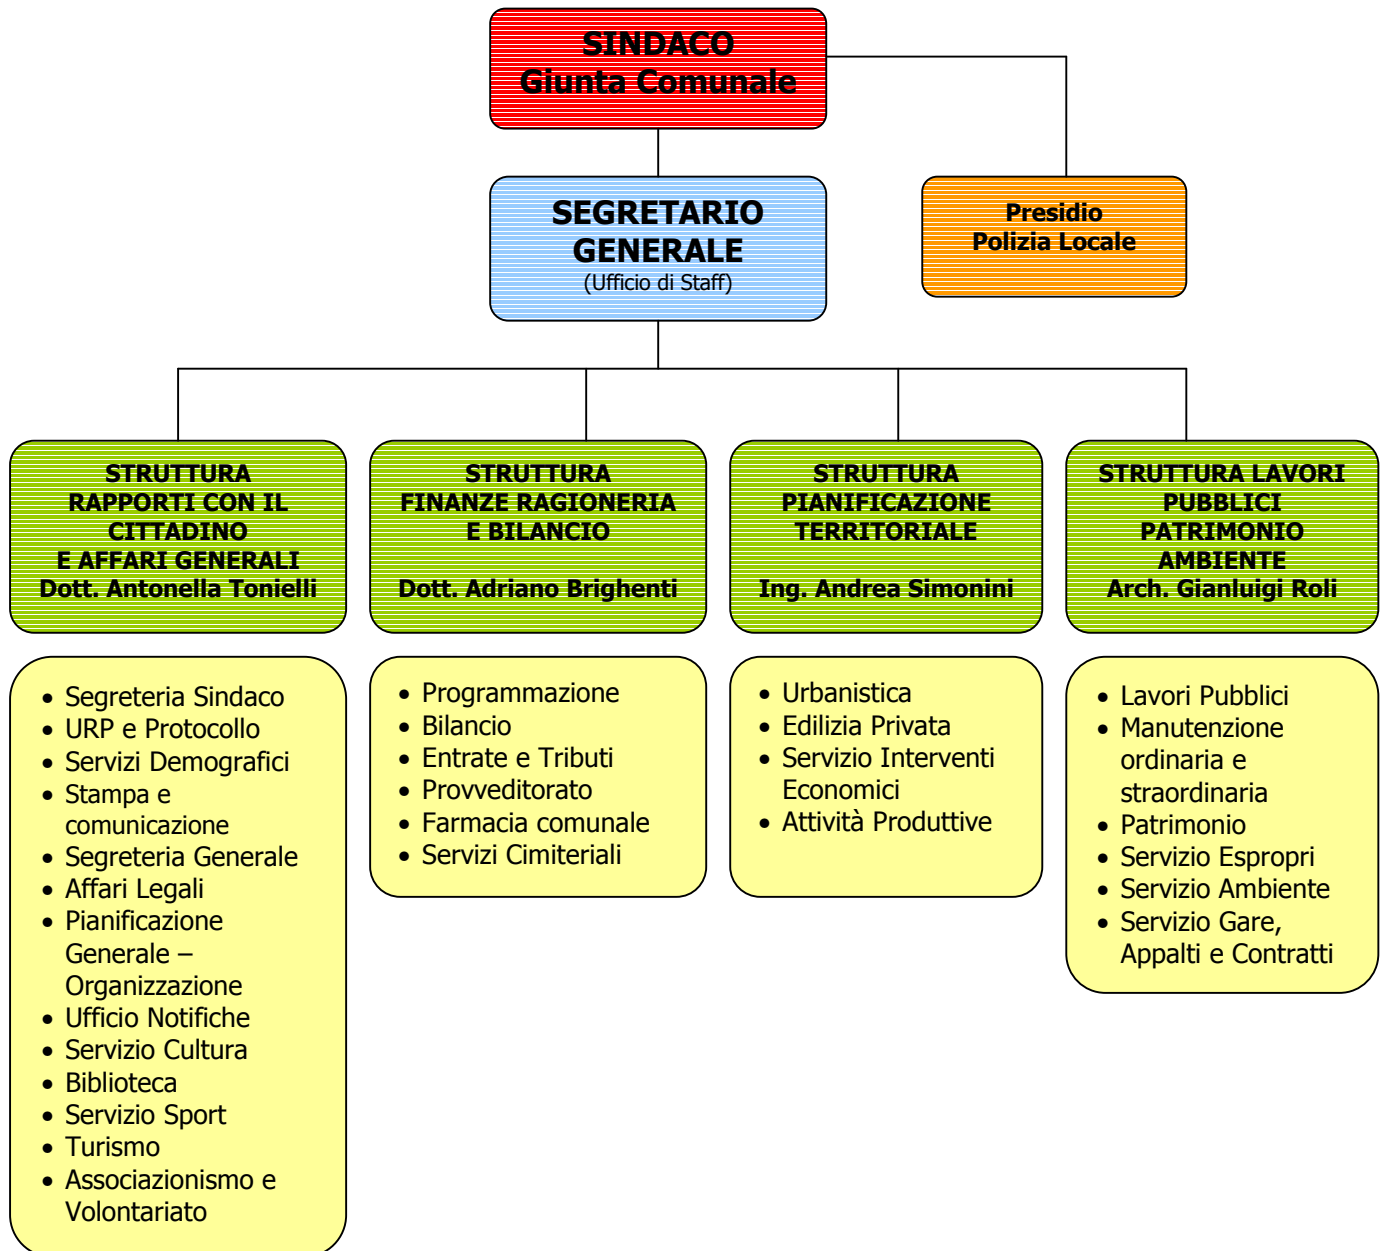 SINDACO
Giunta Comunale
SEGRETARIO
GENERALE
(Ufficio di Staff)
Presidio
Polizia Locale
STRUTTURA
RAPPORTI CON IL
CITTADINO
E AFFARI GENERALI
Dott. Antonella Tonielli
STRUTTURA
FINANZE RAGIONERIA
E BILANCIO
Dott. Adriano Brighenti
STRUTTURA
PIANIFICAZIONE
TERRITORIALE
Ing. Andrea Simonini
STRUTTURA LAVORI
PUBBLICI
PATRIMONIO
AMBIENTE
Arch. Gianluigi Roli
• Segreteria Sindaco
• URP e Protocollo
• Servizi Demografici
• Stampa e
comunicazione
• Segreteria Generale
• Affari Legali
• Pianificazione
Generale –
Organizzazione
• Ufficio Notifiche
• Servizio Cultura
• Biblioteca
• Servizio Sport
• Turismo
• Associazionismo e
Volontariato
• Programmazione
• Bilancio
• Entrate e Tributi
• Provveditorato
• Farmacia comunale
• Servizi Cimiteriali
• Urbanistica
• Edilizia Privata
• Servizio Interventi
Economici
• Attività Produttive
• Lavori Pubblici
• Manutenzione
ordinaria e
straordinaria
• Patrimonio
• Servizio Espropri
• Servizio Ambiente
• Servizio Gare,
Appalti e Contratti